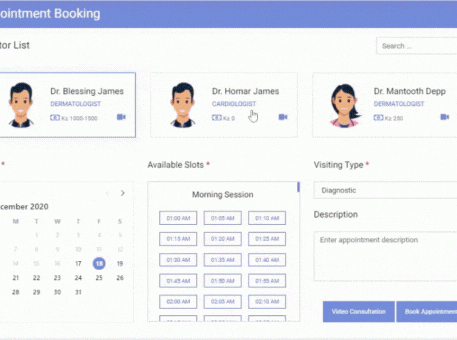 ointment Booking
tor List
Search ...
Dr. Blessing James
DERMATOLOGIST
Kz 1000-1500
Dr. Homar James
CARDIOLOGIST
Kz 0
Dr. Mantooth Depp
DERMATOLOGIST
Kz 250
*
cember 2020
M T W T F S
1 2 3 4 5
7 8 9 10 11 12
14 15 16 17 18 19
21 22 23 24 25 26
28 29 30 31
Available Slots *
Morning Session
01:00 AM 01:05 AM 01:10 AM
01:15 AM 01:20 AM 01:25 AM
01:30 AM 01:35 AM 01:40 AM
01:45 AM 01:50 AM 01:55 AM
02:00 AM 02:05 AM 02:10 AM
Visiting Type *
Diagnostic
Description
Enter appointment description
Video Consultation
Book Appointment